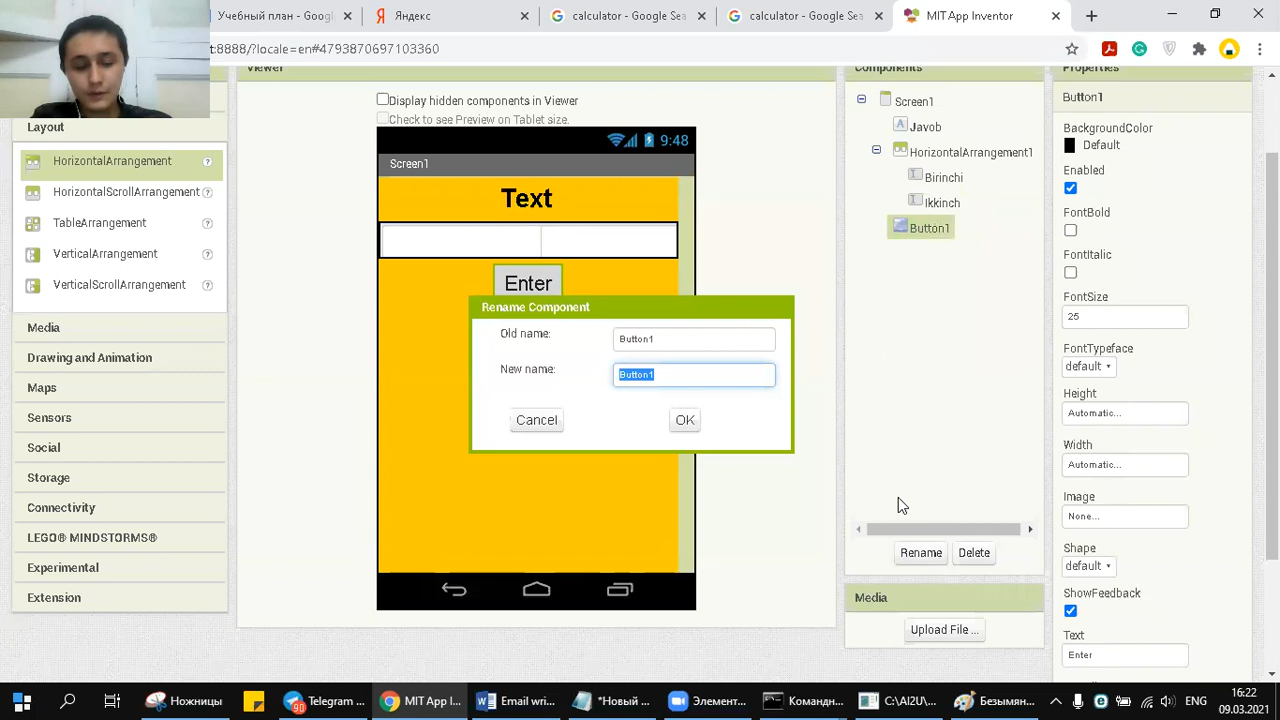 Учебный план - Googl
Яндекс
calculator - Google Sea
calculator - Google Sea
MIT App Inventor
t:8888/?locale=en#4793870697103360
Viewer
Components
Properties
Display hidden components in Viewer
Check to see Preview on Tablet size.
9:48
Screen1
Text
Enter
Layout
HorizontalArrangement
HorizontalScrollArrangement
TableArrangement
VerticalArrangement
VerticalScrollArrangement
Media
Drawing and Animation
Maps
Sensors
Social
Storage
Connectivity
LEGO® MINDSTORMS®
Experimental
Extension
Rename Component
Old name:
Button1
New name:
Button1
Cancel
OK
Screen1
Javob
HorizontalArrangement1
Birinchi
Ikkinch
Button1
Rename
Delete
Media
Upload File ...
Button1
BackgroundColor
Default
Enabled
FontBold
FontItalic
FontSize
25
FontTypeface
default
Height
Automatic...
Width
Automatic...
Image
None...
Shape
default
ShowFeedback
Text
Enter
Ножницы
Telegram ...
90
MIT App I...
Email wri...
*Новый ...
Элемент...
Командн...
C:\AI2U...
Безымян...
ENG
16:22
09.03.2021